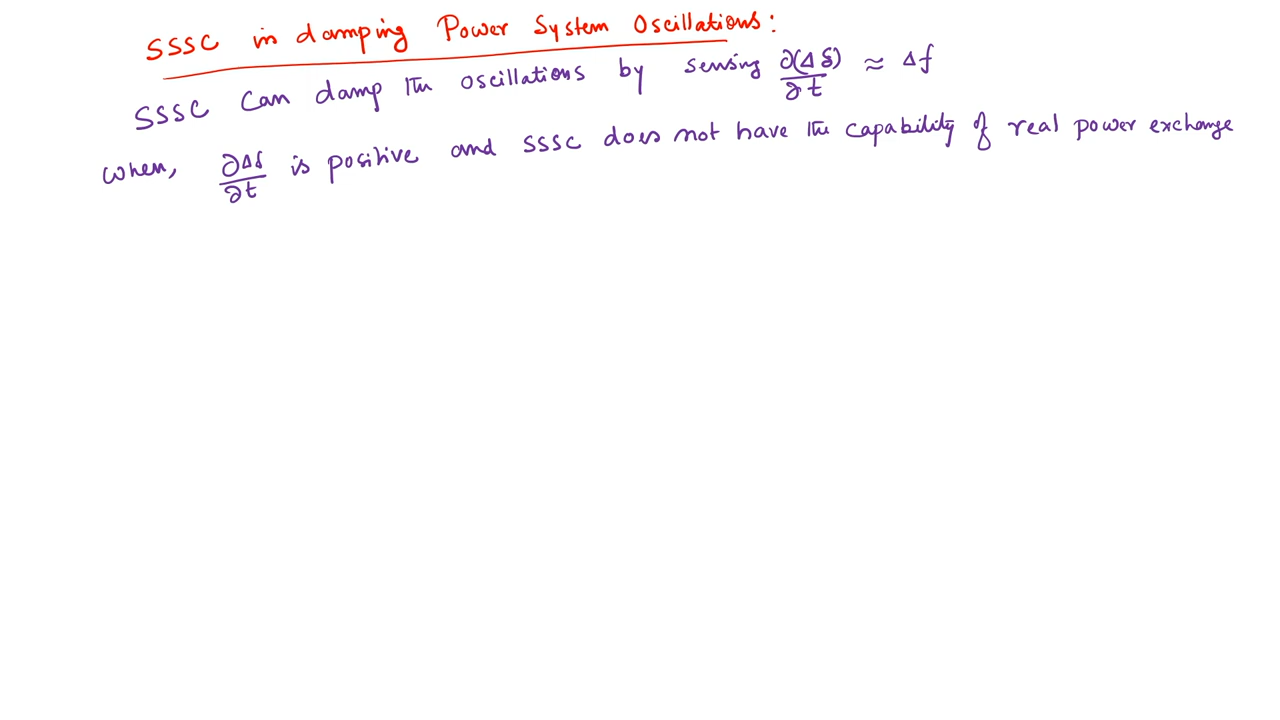 SSSC in damping Power System Oscillations:
SSSC Can damp the oscillations by sensing ∂(Δδ)/∂t ≈ Δf
when, ∂Δδ/∂t is positive and SSSC does not have the capability of real power exchange